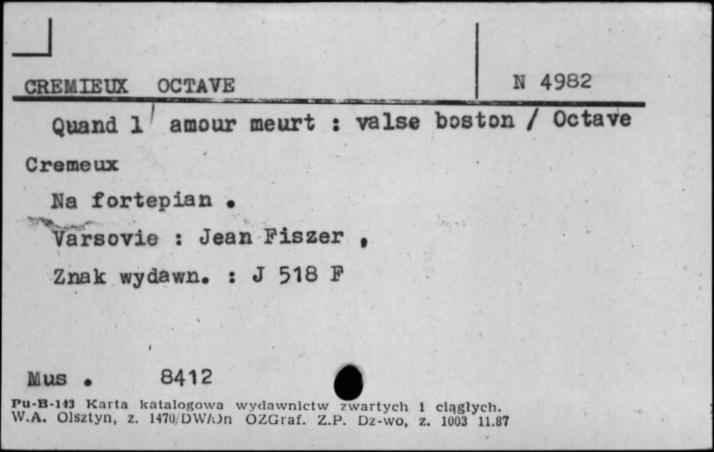 CREMIEUX OCTAVE N 4982
Quand l' amour meurt : valse boston / Octave
Cremeux
Na fortepian .
Varsovie : Jean Fiszer ,
Znak wydawn. : J 518 F
Mus . 8412
Pu-B-113 Karta katalogowa wydawnictw zwartych i ciągłych.
W.A. Olsztyn, z. 1470/DW/On OZGraf. Z.P. Dz-wo, z. 1003 11.87